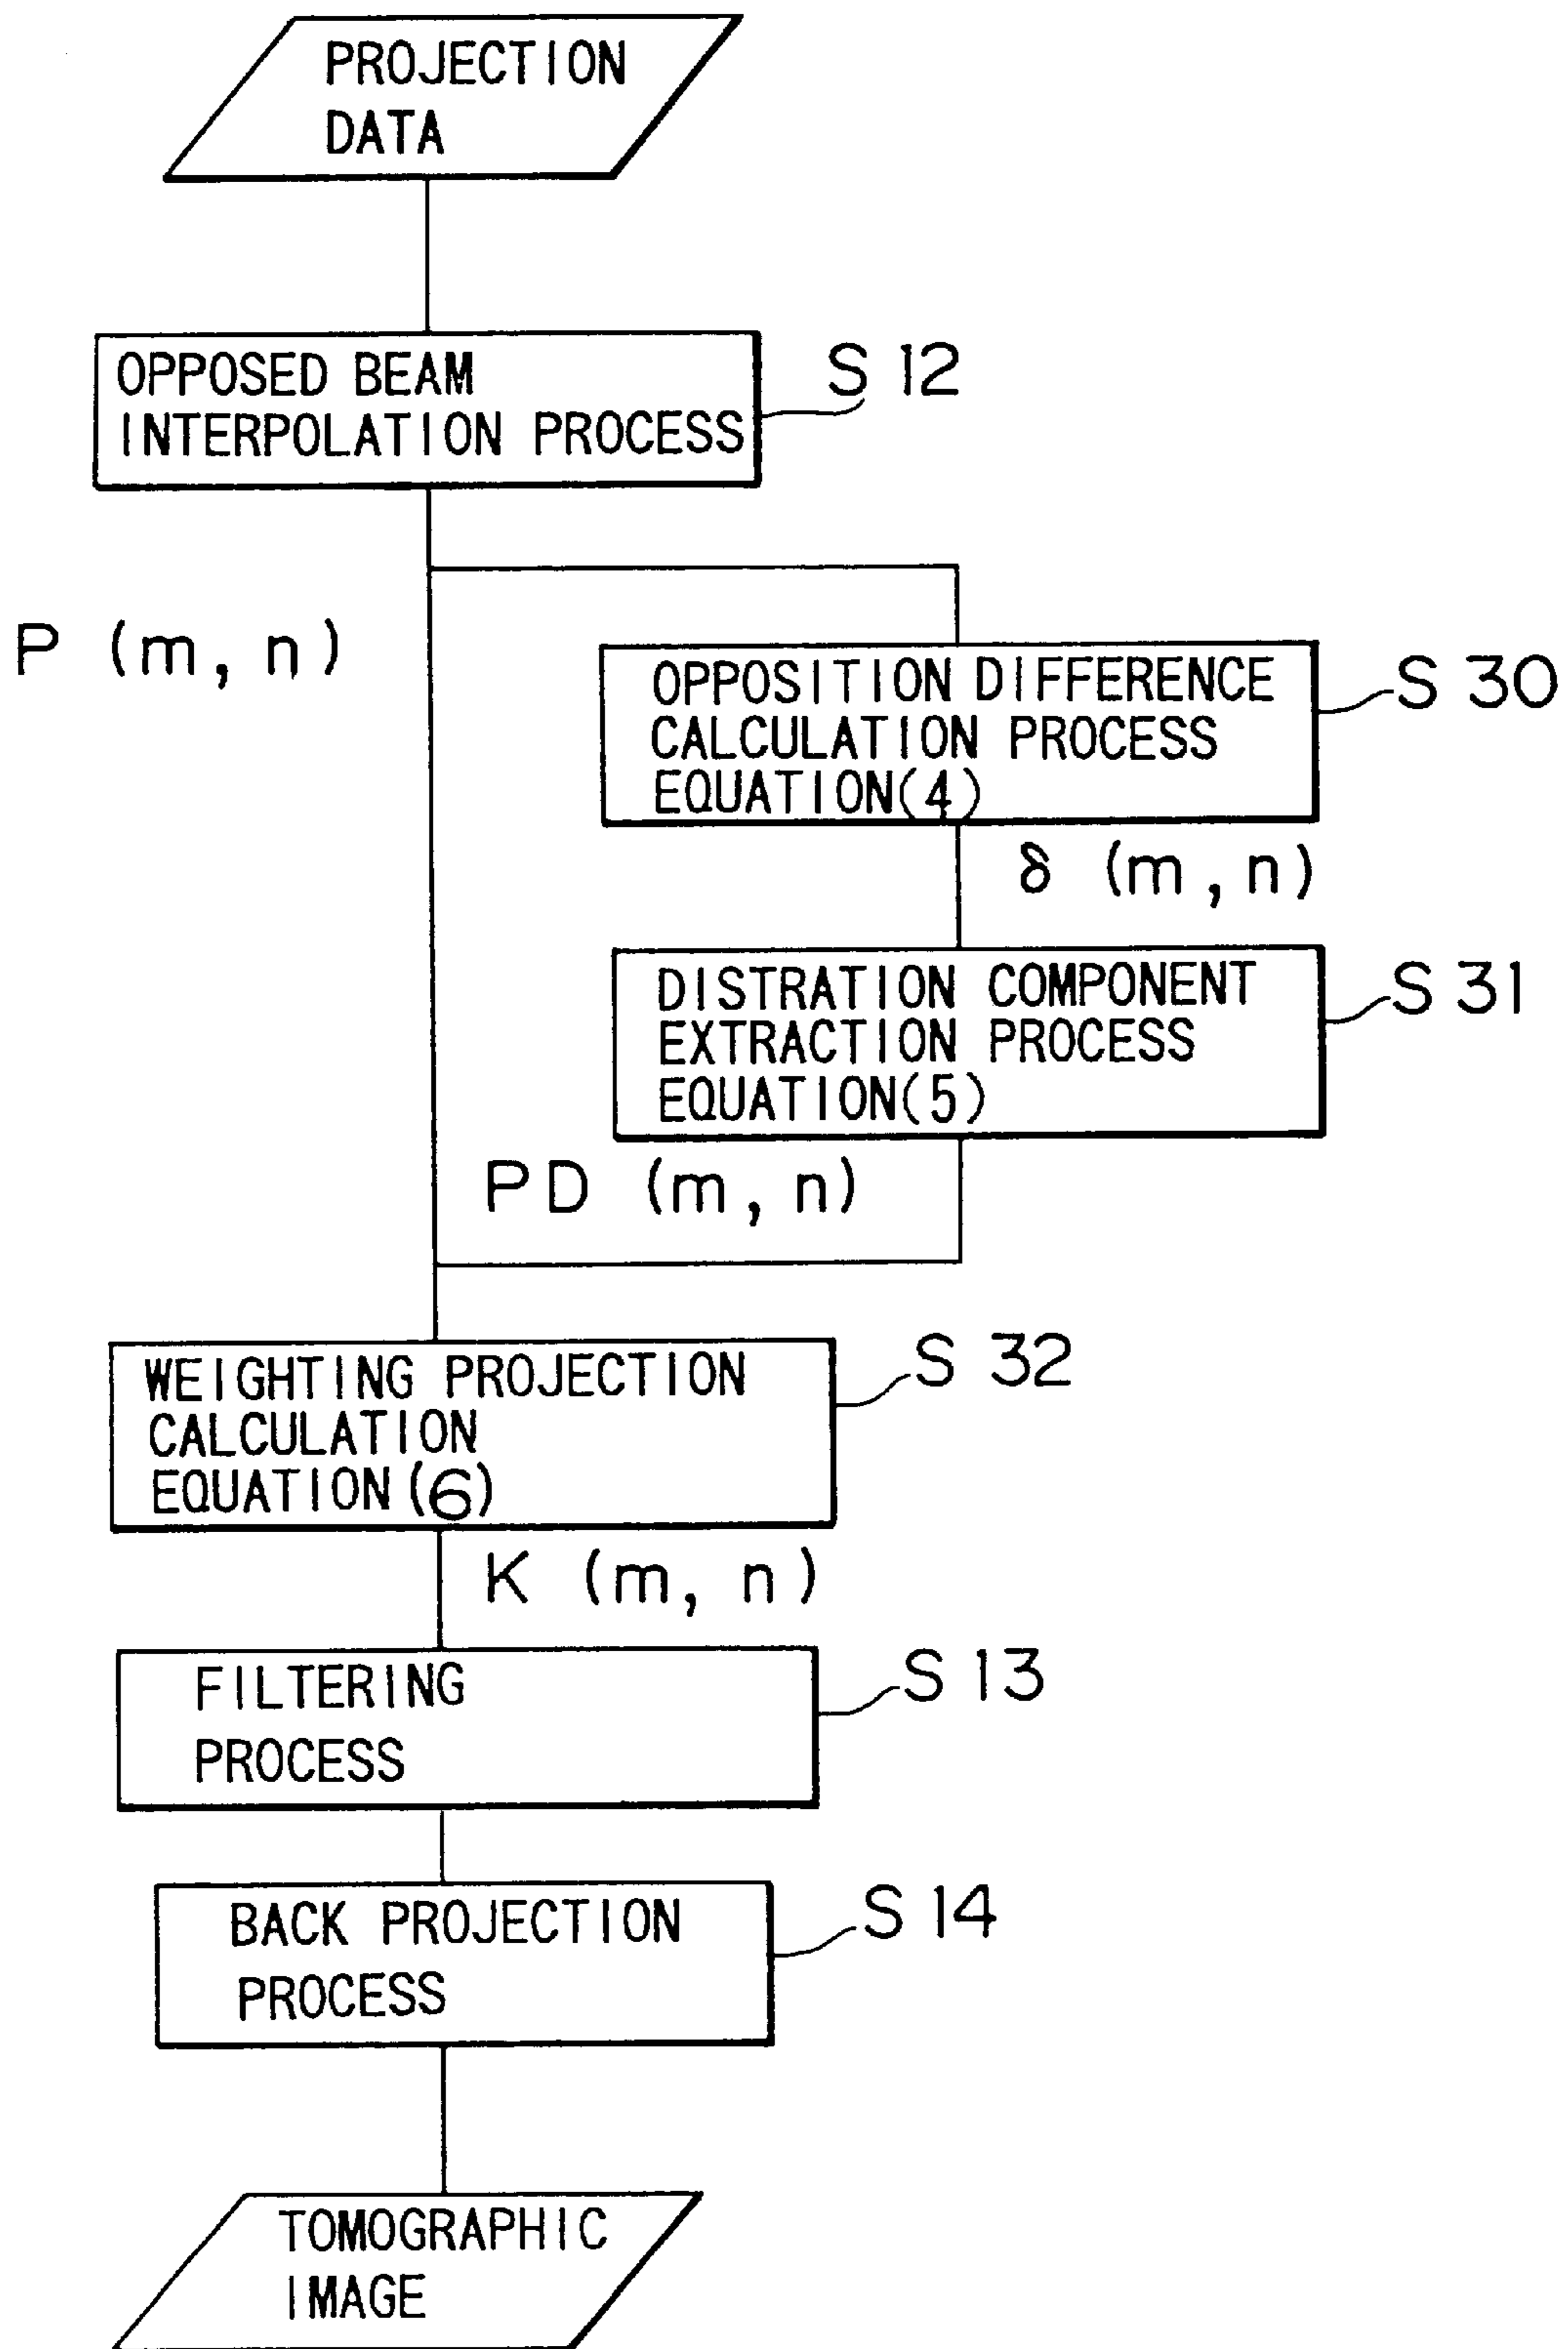 PROJECTION
DATA
OPPOSED BEAM
INTERPOLATION PROCESS
S 12
P (m, n)
OPPOSITION DIFFERENCE
CALCULATION PROCESS
EQUATION(4)
S 30
δ (m, n)
DISTRATION COMPONENT
EXTRACTION PROCESS
EQUATION(5)
S 31
PD (m, n)
WEIGHTING PROJECTION
CALCULATION
EQUATION(6)
S 32
K (m, n)
FILTERING
PROCESS
S 13
BACK PROJECTION
PROCESS
S 14
TOMOGRAPHIC
IMAGE